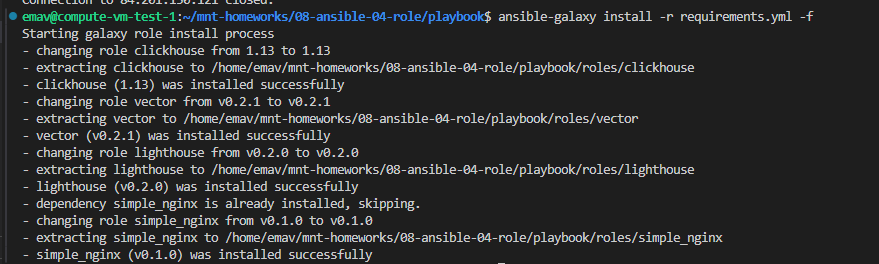 connection to 84.201.150.121 closed.
emav@compute-vm-test-1:~/mnt-homeworks/08-ansible-04-role/playbook$ ansible-galaxy install -r requirements.yml -f
Starting galaxy role install process
- changing role clickhouse from 1.13 to 1.13
- extracting clickhouse to /home/emav/mnt-homeworks/08-ansible-04-role/playbook/roles/clickhouse
- clickhouse (1.13) was installed successfully
- changing role vector from v0.2.1 to v0.2.1
- extracting vector to /home/emav/mnt-homeworks/08-ansible-04-role/playbook/roles/vector
- vector (v0.2.1) was installed successfully
- changing role lighthouse from v0.2.0 to v0.2.0
- extracting lighthouse to /home/emav/mnt-homeworks/08-ansible-04-role/playbook/roles/lighthouse
- lighthouse (v0.2.0) was installed successfully
- dependency simple_nginx is already installed, skipping.
- changing role simple_nginx from v0.1.0 to v0.1.0
- extracting simple_nginx to /home/emav/mnt-homeworks/08-ansible-04-role/playbook/roles/simple_nginx
- simple_nginx (v0.1.0) was installed successfully